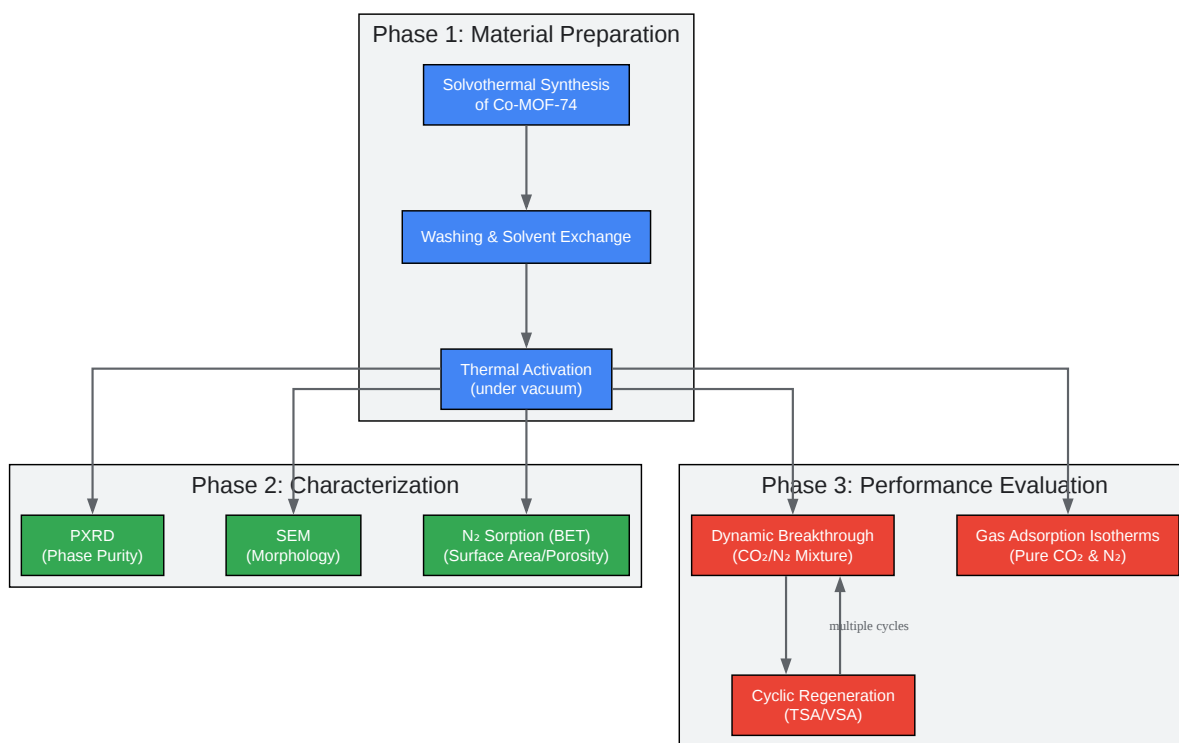 Phase 1: Material Preparation
Solvothermal Synthesis
of Co-MOF-74
Washing & Solvent Exchange
Thermal Activation
(under vacuum)
Phase 2: Characterization
PXRD
(Phase Purity)
SEM
(Morphology)
N₂ Sorption (BET)
(Surface Area/Porosity)
Phase 3: Performance Evaluation
Dynamic Breakthrough
(CO₂/N₂ Mixture)
Gas Adsorption Isotherms
(Pure CO₂ & N₂)
multiple cycles
Cyclic Regeneration
(TSA/VSA)